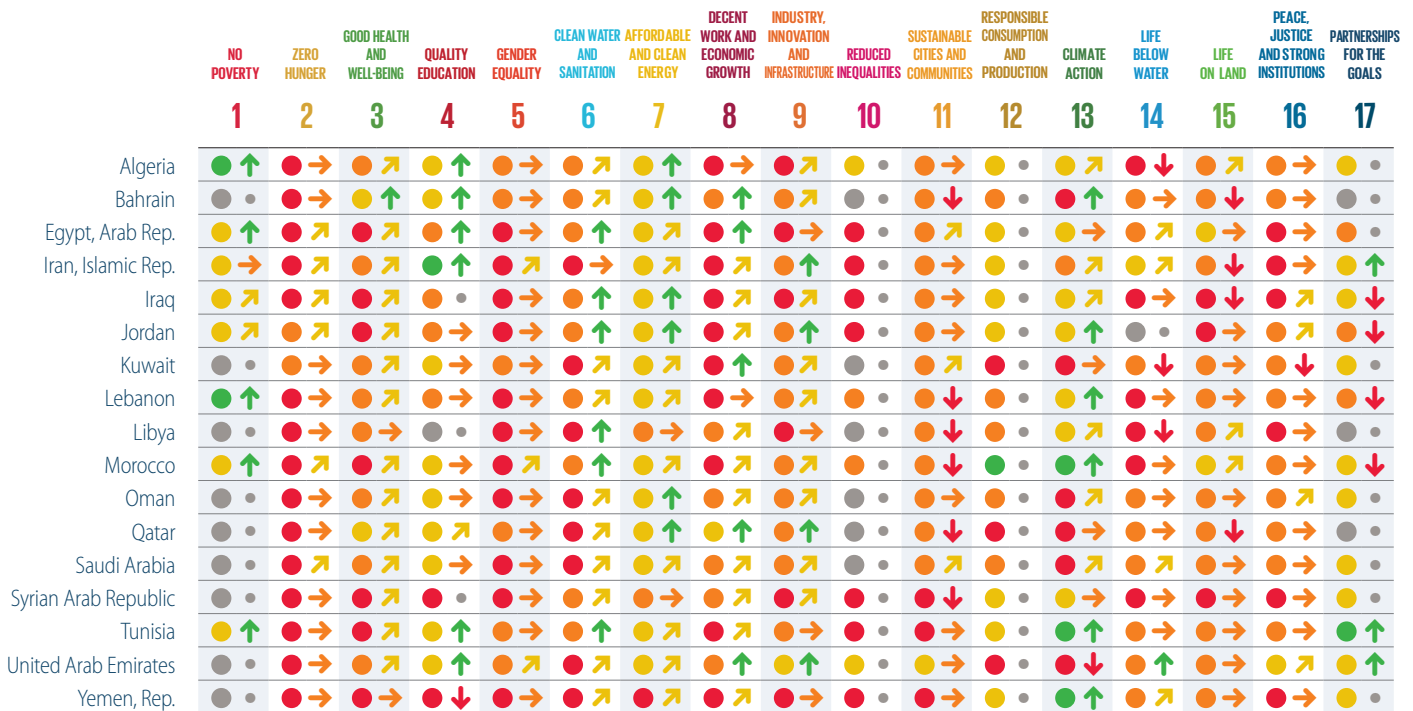 NO
POVERTY
ZERO
HUNGER
GOOD HEALTH
AND
WELL-BEING
QUALITY
EDUCATION
GENDER
EQUALITY
CLEAN WATER
AND
SANITATION
AFFORDABLE
AND CLEAN
ENERGY
DECENT
WORK AND
ECONOMIC
GROWTH
INDUSTRY,
INNOVATION
AND
INFRASTRUCTURE
REDUCED
INEQUALITIES
SUSTAINABLE
CITIES AND
COMMUNITIES
RESPONSIBLE
CONSUMPTION
AND
PRODUCTION
CLIMATE
ACTION
LIFE
BELOW
WATER
LIFE
ON LAND
PEACE,
JUSTICE
AND STRONG
INSTITUTIONS
PARTNERSHIPS
FOR THE
GOALS
1 2 3 4 5 6 7 8 9 10 11 12 13 14 15 16 17
Algeria
Bahrain
Egypt, Arab Rep.
Iran, Islamic Rep.
Iraq
Jordan
Kuwait
Lebanon
Libya
Morocco
Oman
Qatar
Saudi Arabia
Syrian Arab Republic
Tunisia
United Arab Emirates
Yemen, Rep.